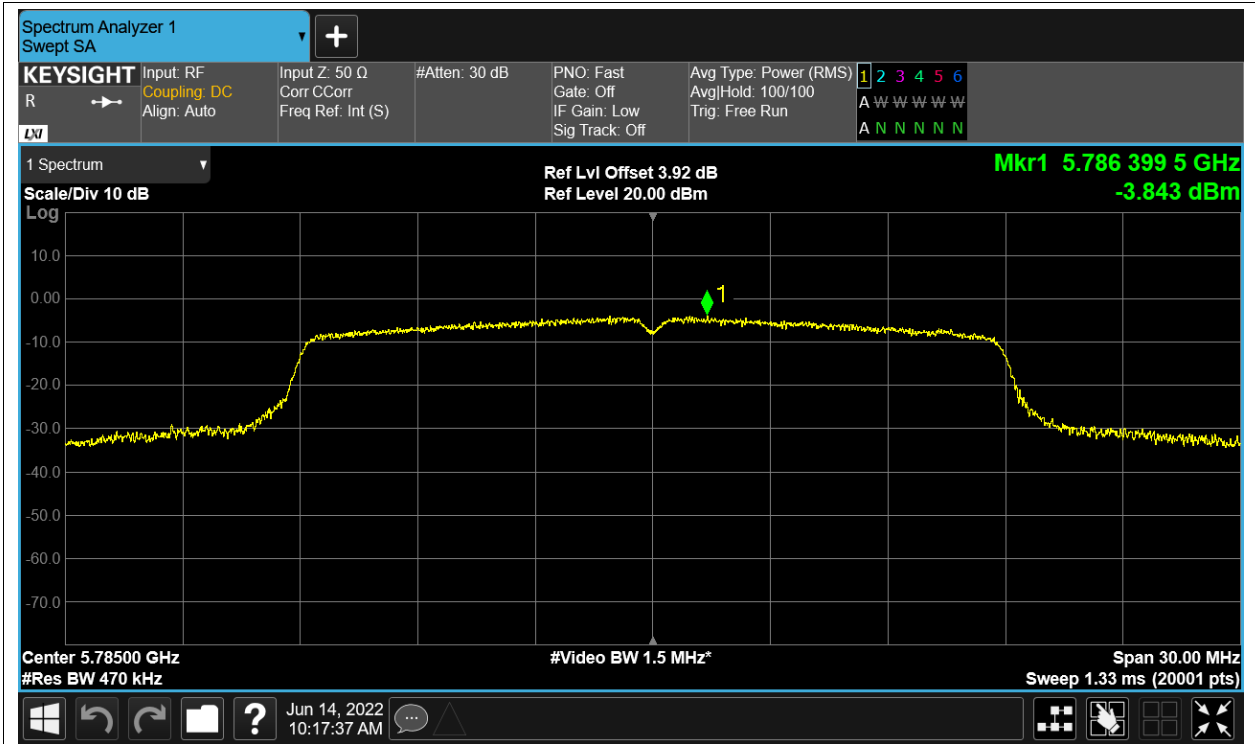 Spectrum Analyzer 1
Swept SA
KEYSIGHT
R
LXI
Input: RF
Coupling: DC
Align: Auto
Input Z: 50 Ω
Corr CCorr
Freq Ref: Int (S)
#Atten: 30 dB
PNO: Fast
Gate: Off
IF Gain: Low
Sig Track: Off
Avg Type: Power (RMS)
Avg|Hold: 100/100
Trig: Free Run
1 2 3 4 5 6
A W W W W W
A N N N N N
1 Spectrum
Scale/Div 10 dB
Log
Ref Lvl Offset 3.92 dB
Ref Level 20.00 dBm
Mkr1 5.786 399 5 GHz
-3.843 dBm
1
10.0
0.00
-10.0
-20.0
-30.0
-40.0
-50.0
-60.0
-70.0
Center 5.78500 GHz
#Res BW 470 kHz
#Video BW 1.5 MHz*
Span 30.00 MHz
Sweep 1.33 ms (20001 pts)
?
Jun 14, 2022
10:17:37 AM